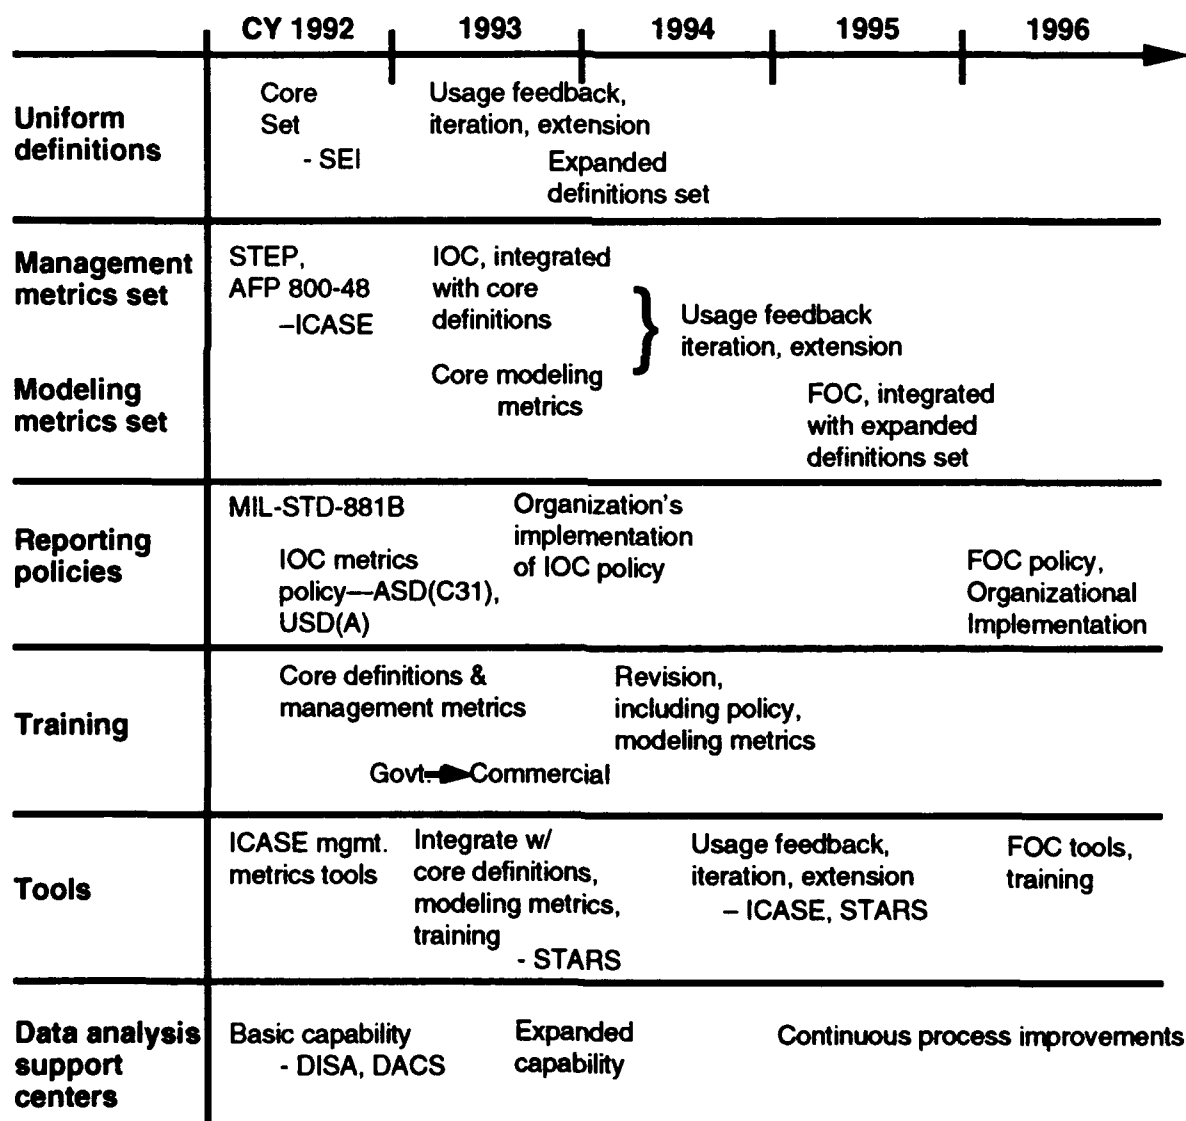 CY 1992 1993 1994 1995 1996
Uniform
definitions
Core
Set
- SEI
Usage feedback,
iteration, extension
Expanded
definitions set
Management
metrics set
STEP,
AFP 800-48
–ICASE
IOC, integrated
with core
definitions
}
Usage feedback
iteration, extension
Modeling
metrics set
Core modeling
metrics
FOC, integrated
with expanded
definitions set
Reporting
policies
MIL-STD-881B
IOC metrics
policy—ASD(C31),
USD(A)
Organization's
implementation
of IOC policy
FOC policy,
Organizational
Implementation
Training
Core definitions &
management metrics
Govt. Commercial
Revision,
including policy,
modeling metrics
Tools
ICASE mgmt.
metrics tools
Integrate w/
core definitions,
modeling metrics,
training
- STARS
Usage feedback,
iteration, extension
– ICASE, STARS
FOC tools,
training
Data analysis
support
centers
Basic capability
- DISA, DACS
Expanded
capability
Continuous process improvements